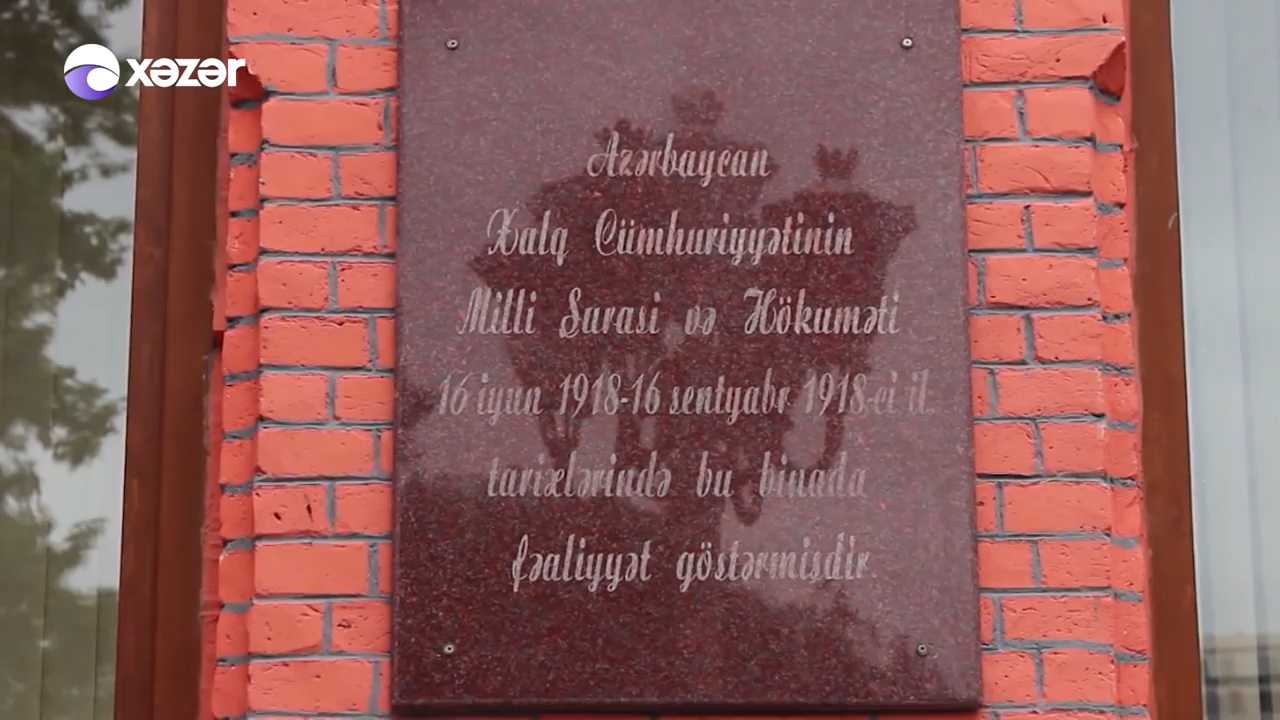 xəzər
Azərbaycan
Xalq Cümhuriyyətinin
Milli Şurasi və Hökuməti
16 iyun 1918-16 sentyabr 1918-ci il
tarixlərində bu binada
fəaliyyət göstərmişdir